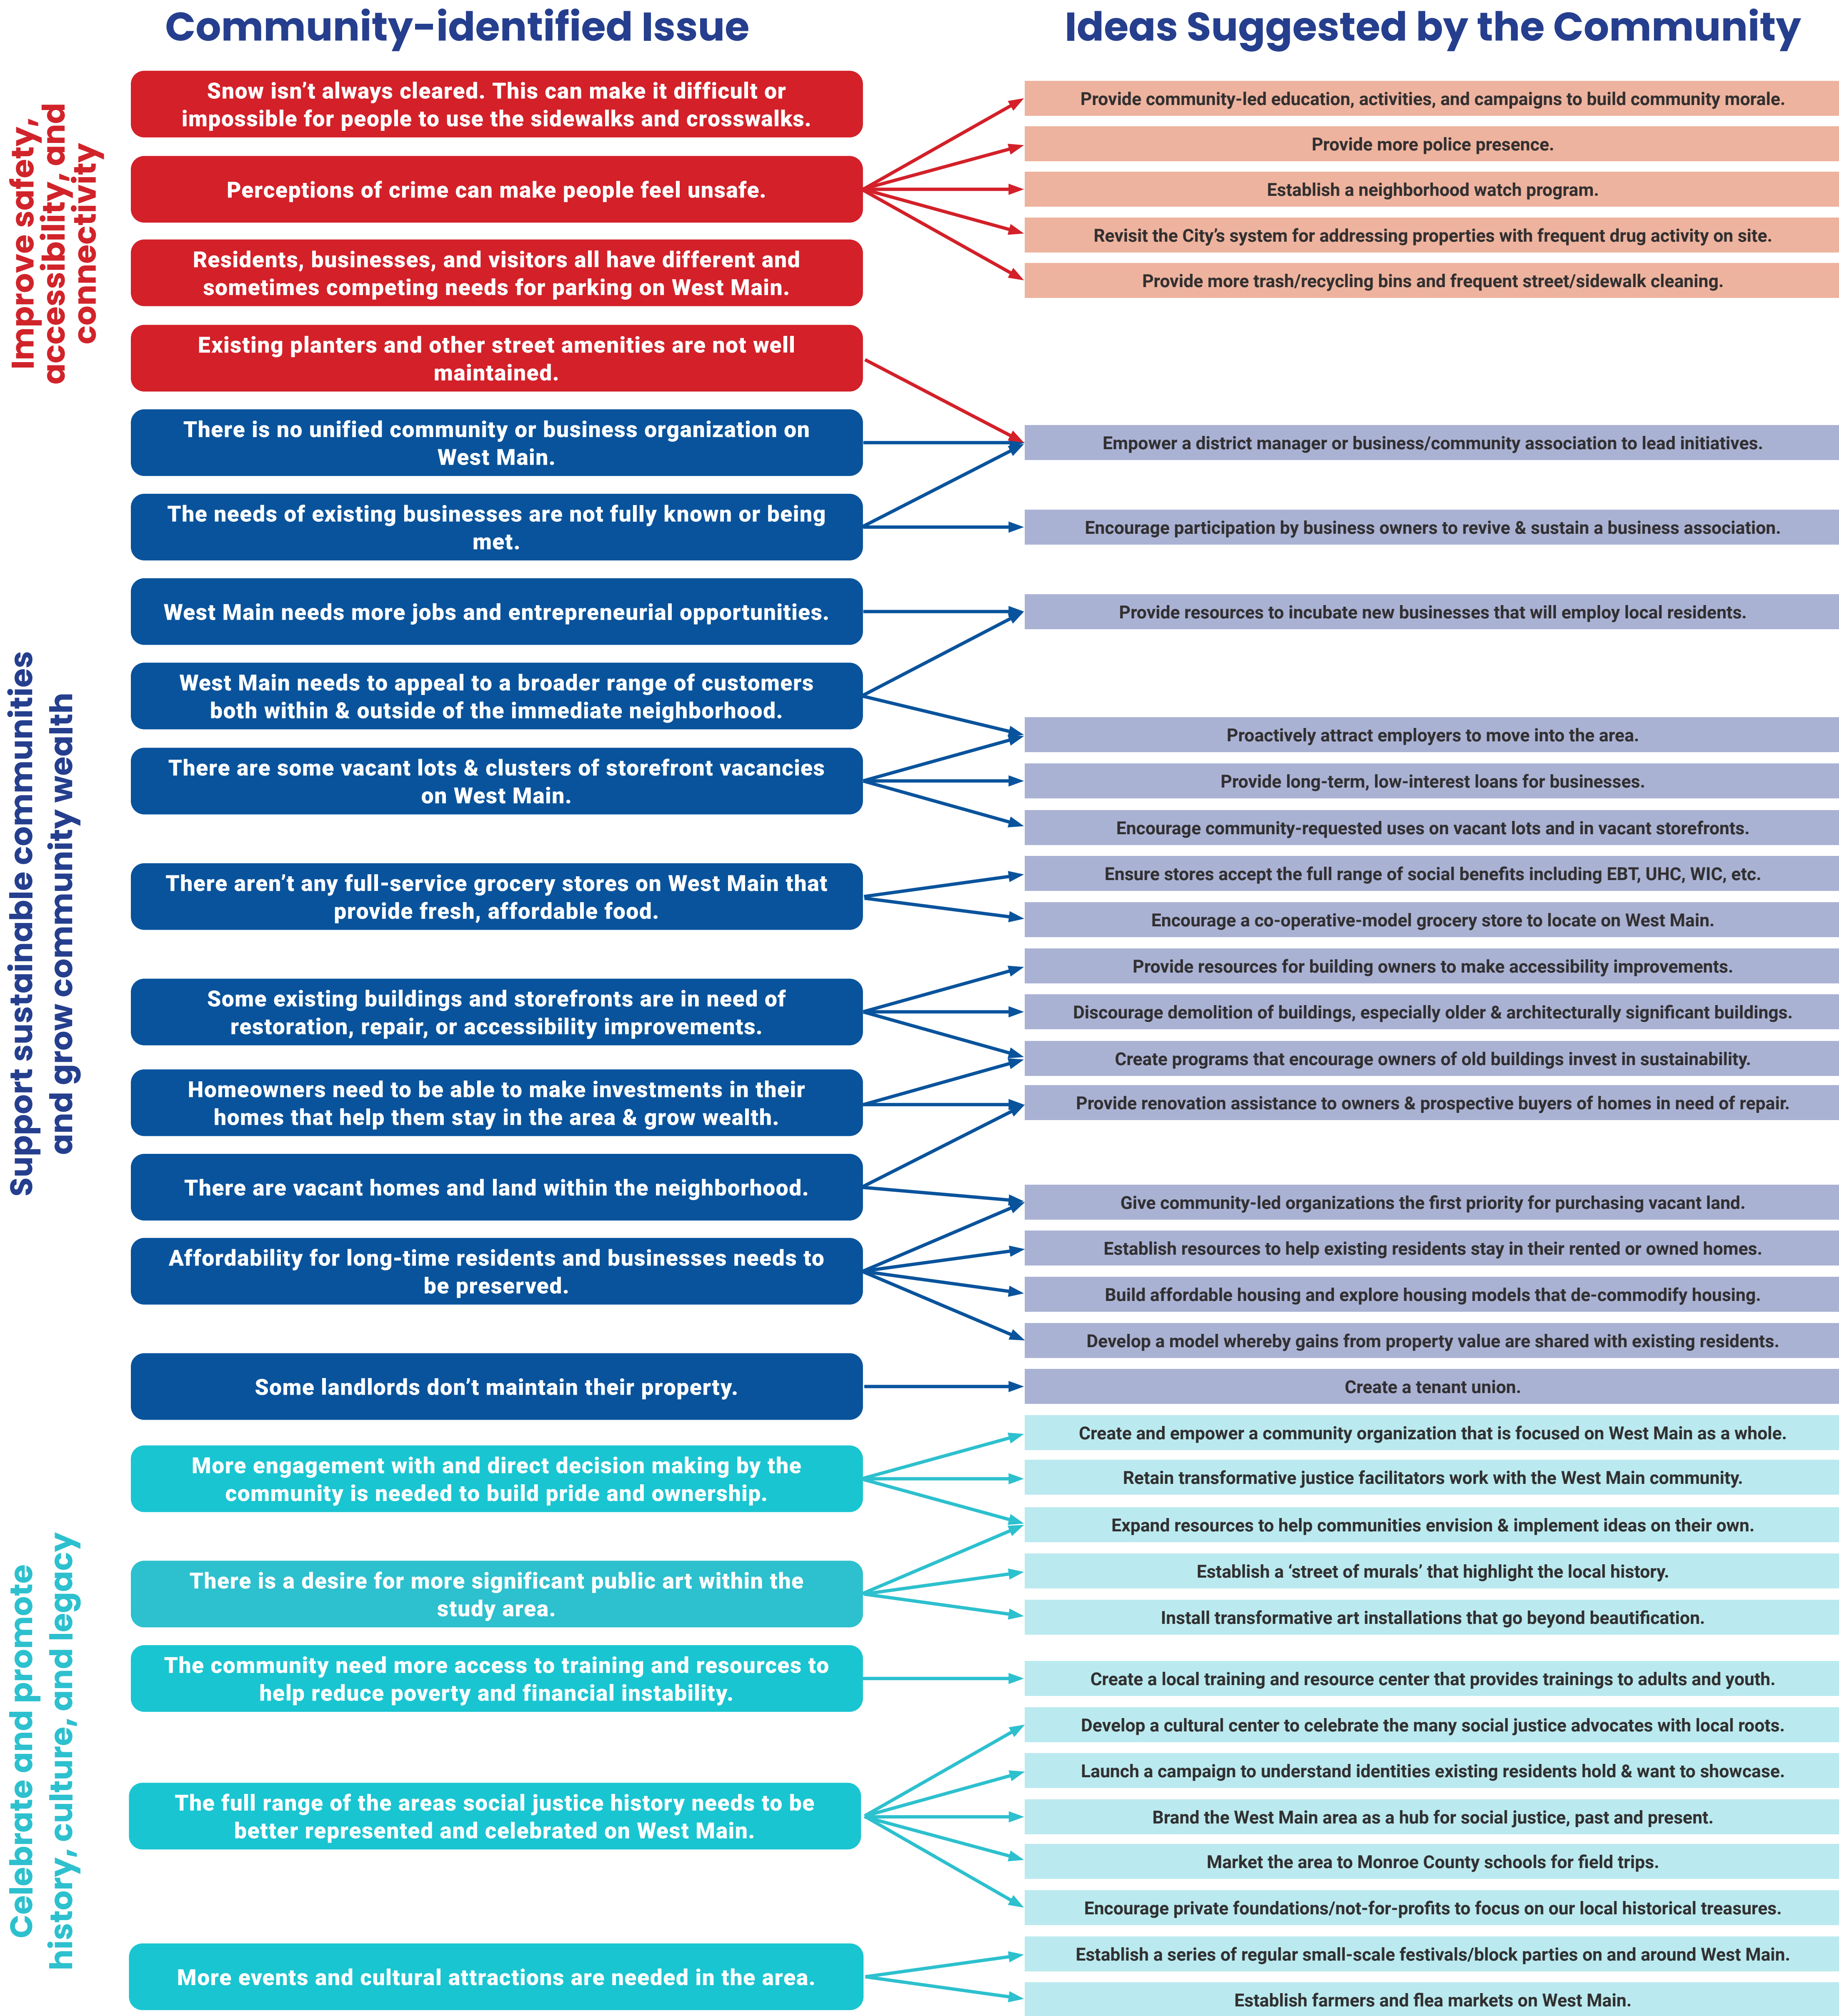 Community-identified Issue
Ideas Suggested by the Community
Improve safety,
accessibility, and
connectivity
Snow isn’t always cleared. This can make it difficult or
impossible for people to use the sidewalks and crosswalks.
Perceptions of crime can make people feel unsafe.
Residents, businesses, and visitors all have different and
sometimes competing needs for parking on West Main.
Existing planters and other street amenities are not well
maintained.
Provide community-led education, activities, and campaigns to build community morale.
Provide more police presence.
Establish a neighborhood watch program.
Revisit the City’s system for addressing properties with frequent drug activity on site.
Provide more trash/recycling bins and frequent street/sidewalk cleaning.
Support sustainable communities
and grow community wealth
There is no unified community or business organization on
West Main.
The needs of existing businesses are not fully known or being
met.
West Main needs more jobs and entrepreneurial opportunities.
West Main needs to appeal to a broader range of customers
both within & outside of the immediate neighborhood.
There are some vacant lots & clusters of storefront vacancies
on West Main.
There aren’t any full-service grocery stores on West Main that
provide fresh, affordable food.
Some existing buildings and storefronts are in need of
restoration, repair, or accessibility improvements.
Homeowners need to be able to make investments in their
homes that help them stay in the area & grow wealth.
There are vacant homes and land within the neighborhood.
Affordability for long-time residents and businesses needs to
be preserved.
Some landlords don’t maintain their property.
Empower a district manager or business/community association to lead initiatives.
Encourage participation by business owners to revive & sustain a business association.
Provide resources to incubate new businesses that will employ local residents.
Proactively attract employers to move into the area.
Provide long-term, low-interest loans for businesses.
Encourage community-requested uses on vacant lots and in vacant storefronts.
Ensure stores accept the full range of social benefits including EBT, UHC, WIC, etc.
Encourage a co-operative-model grocery store to locate on West Main.
Provide resources for building owners to make accessibility improvements.
Discourage demolition of buildings, especially older & architecturally significant buildings.
Create programs that encourage owners of old buildings invest in sustainability.
Provide renovation assistance to owners & prospective buyers of homes in need of repair.
Give community-led organizations the first priority for purchasing vacant land.
Establish resources to help existing residents stay in their rented or owned homes.
Build affordable housing and explore housing models that de-commodify housing.
Develop a model whereby gains from property value are shared with existing residents.
Create a tenant union.
Celebrate and promote
history, culture, and legacy
More engagement with and direct decision making by the
community is needed to build pride and ownership.
There is a desire for more significant public art within the
study area.
The community need more access to training and resources to
help reduce poverty and financial instability.
The full range of the areas social justice history needs to be
better represented and celebrated on West Main.
More events and cultural attractions are needed in the area.
Create and empower a community organization that is focused on West Main as a whole.
Retain transformative justice facilitators work with the West Main community.
Expand resources to help communities envision & implement ideas on their own.
Establish a ‘street of murals’ that highlight the local history.
Install transformative art installations that go beyond beautification.
Create a local training and resource center that provides trainings to adults and youth.
Develop a cultural center to celebrate the many social justice advocates with local roots.
Launch a campaign to understand identities existing residents hold & want to showcase.
Brand the West Main area as a hub for social justice, past and present.
Market the area to Monroe County schools for field trips.
Encourage private foundations/not-for-profits to focus on our local historical treasures.
Establish a series of regular small-scale festivals/block parties on and around West Main.
Establish farmers and flea markets on West Main.